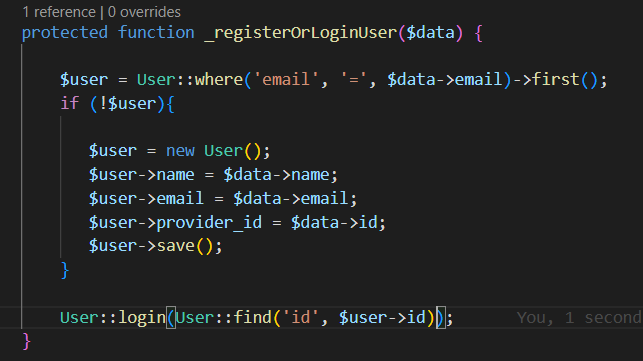 1 reference | 0 overrides
protected function _registerOrLoginUser($data) {
$user = User::where('email', '=', $data->email)->first();
if (!$user){
$user = new User();
$user->name = $data->name;
$user->email = $data->email;
$user->provider_id = $data->id;
$user->save();
}
User::login(User::find('id', $user->id)); You, 1 second
}